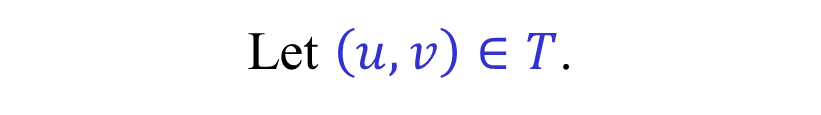 Let (𝑢, 𝑣) ∈ 𝑇.